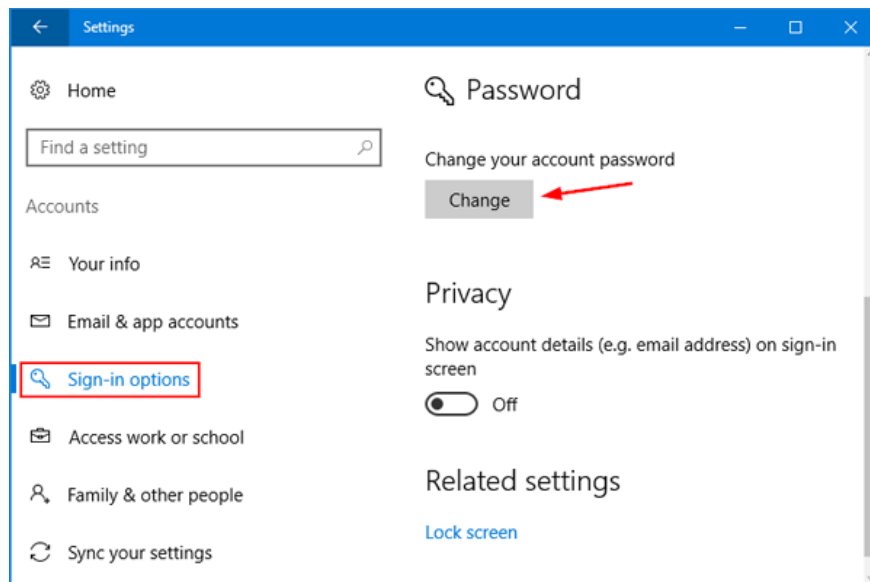 Settings
Home
Find a setting
Accounts
Your info
Email & app accounts
Sign-in options
Access work or school
Family & other people
Sync your settings
Password
Change your account password
Change
Privacy
Show account details (e.g. email address) on sign-in
screen
Off
Related settings
Lock screen